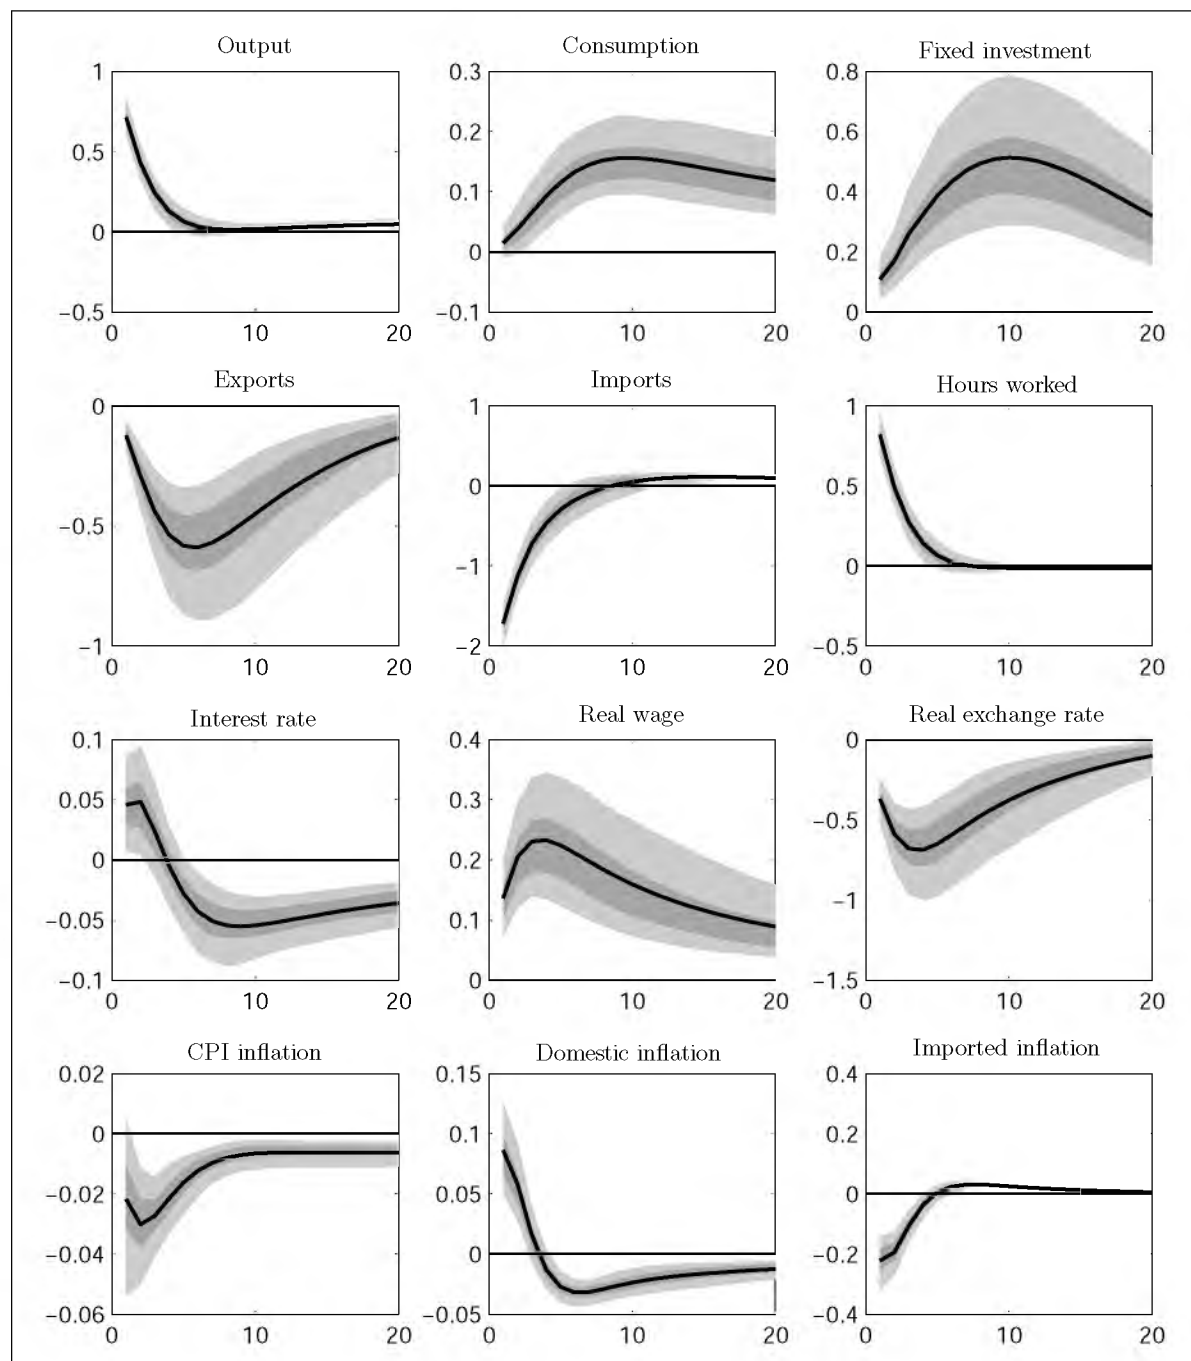 Output Consumption Fixed investment
1 0.3 0.8
0.5 0.2 0.6
0 0.1 0.4
0 0.2
−0.5 −0.1 0
0 10 20 0 10 20 0 10 20
Exports Imports Hours worked
0 1 1
0 0.5
−0.5
−1 0
−1 −2 −0.5
0 10 20 0 10 20 0 10 20
Interest rate Real wage Real exchange rate
0.1 0.4 0
0.05 0.3 −0.5
0 0.2
−1
−0.05 0.1
−0.1 0 −1.5
0 10 20 0 10 20 0 10 20
CPI inflation Domestic inflation Imported inflation
0.02 0.15 0.4
0 0.1 0.2
−0.02 0.05 0
−0.04 0 −0.2
−0.06 −0.05 −0.4
0 10 20 0 10 20 0 10 20